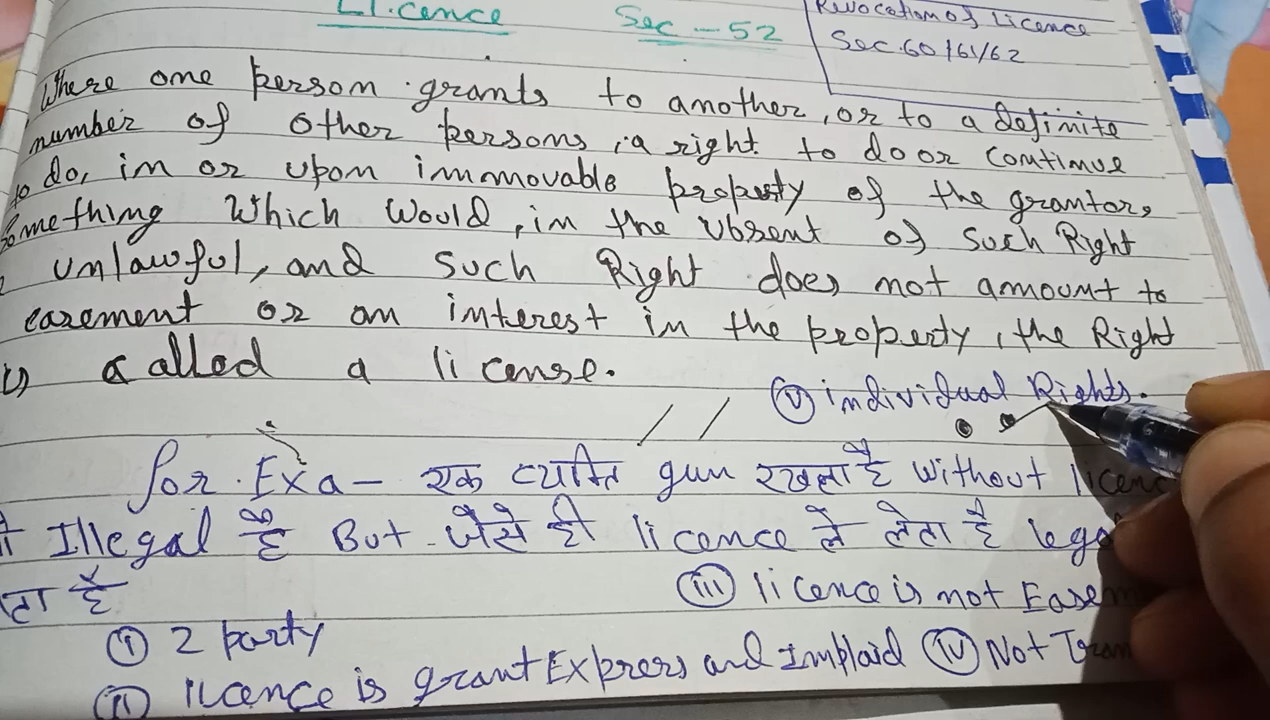 Licence Sec - 52
Revocation of Licence
Sec. 60/61/62
Where one person grants to another, or to a definite
number of other persons, a right to do or continue
to do, in or upon immovable property of the grantor,
Something Which Would, in the Absent of Such Right
unlawful, and Such Right does not amount to
easement or an interest in the property, the Right
is called a license.
(V) individual Rights.
for. Exa - एक व्यक्ति gun रखता है without licenc
Illegal है But जैसे ही licence ले लेता है lega
ता है
(iii) licence is not Easem
(i) 2 party
(ii) licence is grant Express and Implaid (iv) Not Tran